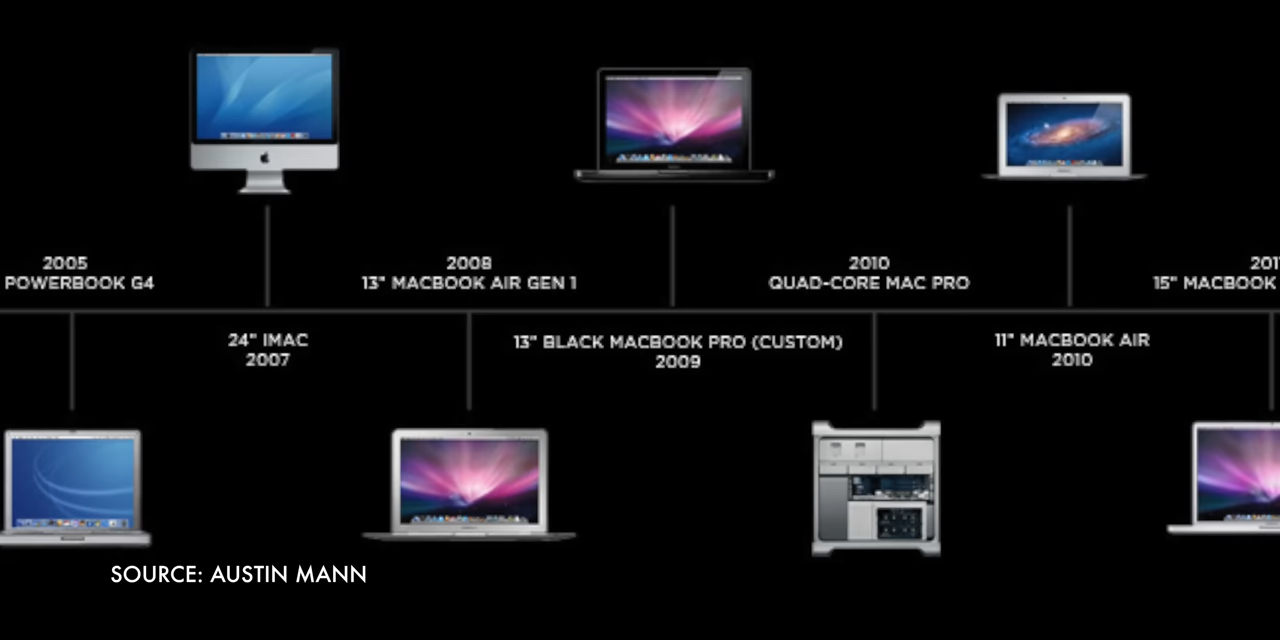 2005
POWERBOOK G4
24" IMAC
2007
2008
13" MACBOOK AIR GEN 1
13" BLACK MACBOOK PRO (CUSTOM)
2009
2010
QUAD-CORE MAC PRO
11" MACBOOK AIR
2010
15" MACBOOK
SOURCE: AUSTIN MANN